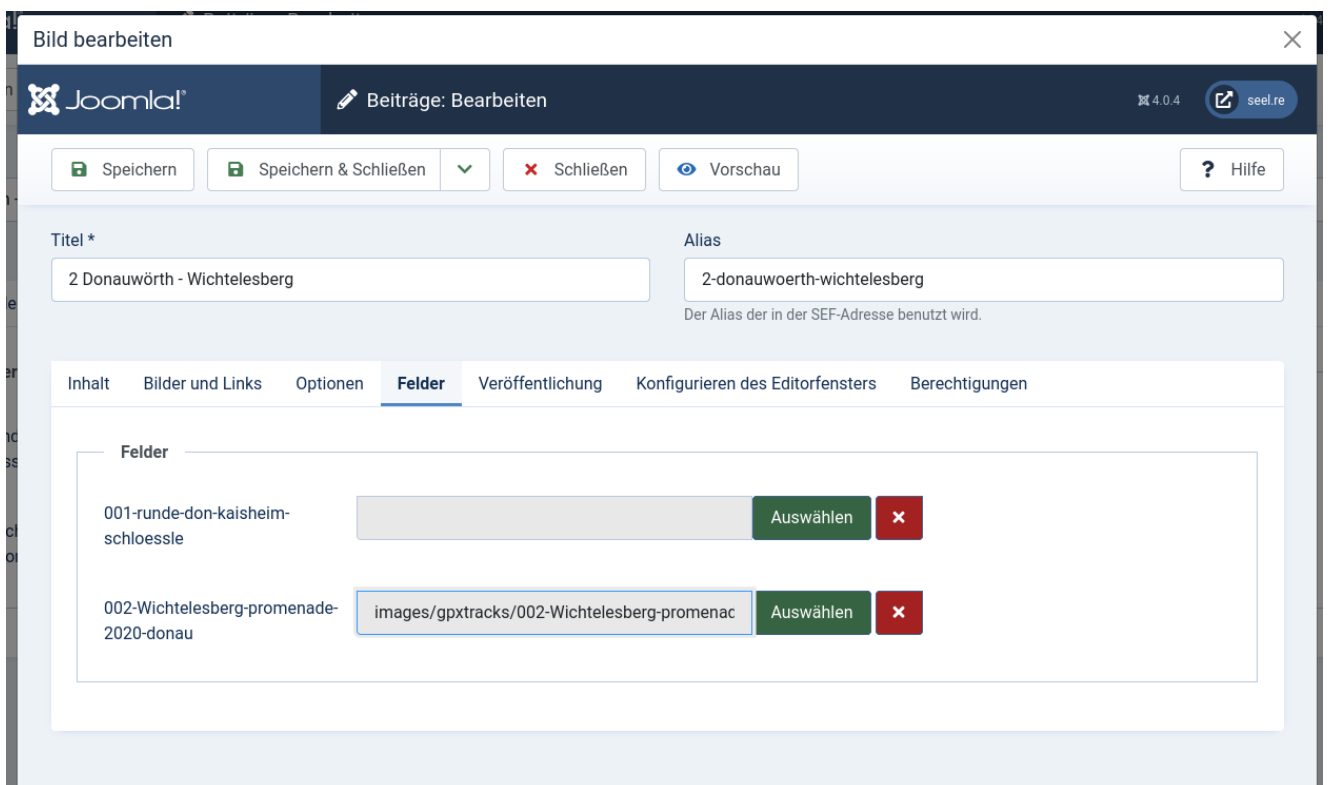 Bild bearbeiten
Joomla!® Beiträge: Bearbeiten 4.0.4 seel.re
Speichern Speichern & Schließen Schließen Vorschau ? Hilfe
Titel * Alias
2 Donauwörth - Wichtelesberg 2-donauwoerth-wichtelesberg
Der Alias der in der SEF-Adresse benutzt wird.
Inhalt Bilder und Links Optionen Felder Veröffentlichung Konfigurieren des Editorfensters Berechtigungen
Felder
001-runde-don-kaisheim-
schloessle
Auswählen
002-Wichtelesberg-promenade-
2020-donau
images/gpxtracks/002-Wichtelesberg-promenac Auswählen